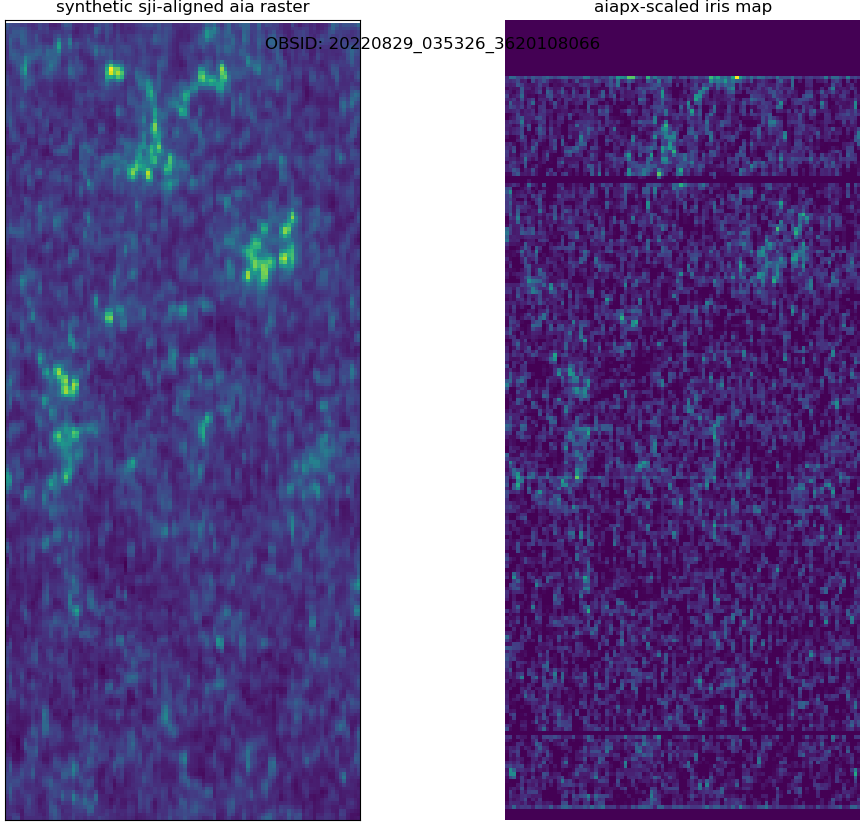 synthetic sji-aligned aia raster
aiapx-scaled iris map
OBSID: 20220829_035326_3620108066